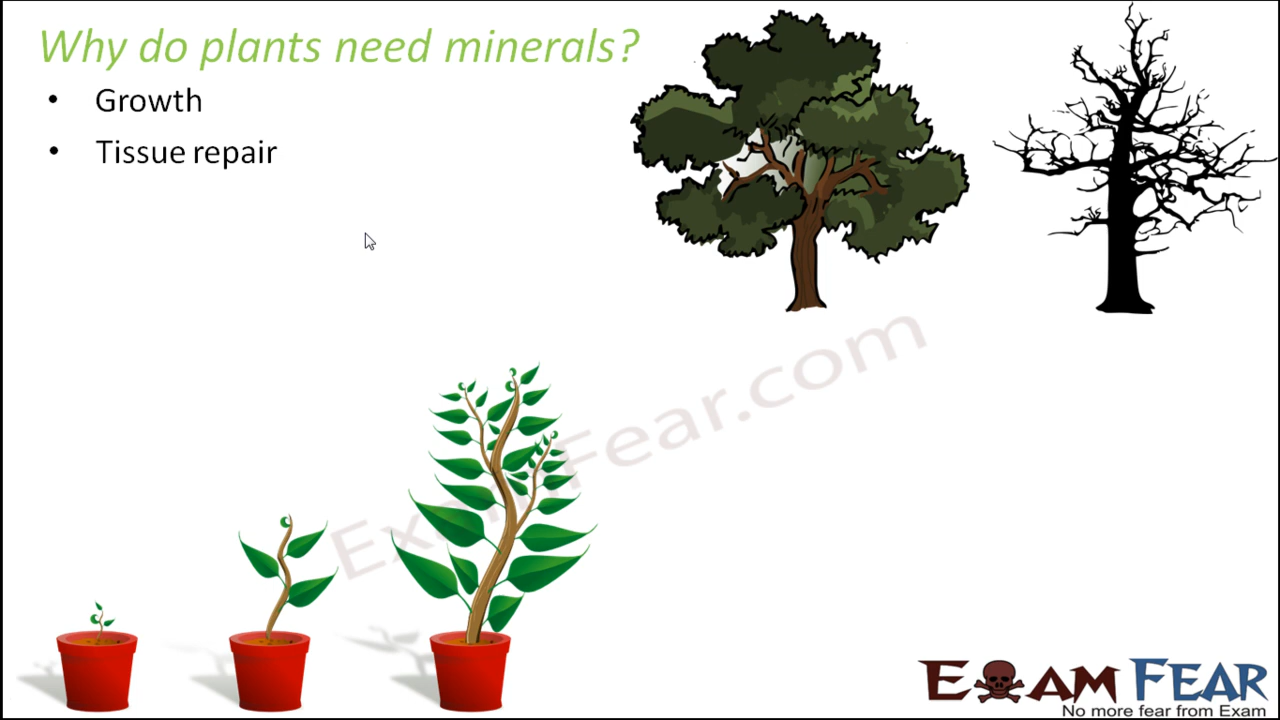 Why do plants need minerals?
• Growth
• Tissue repair
ExamFear.com
EXAM FEAR
No more fear from Exam